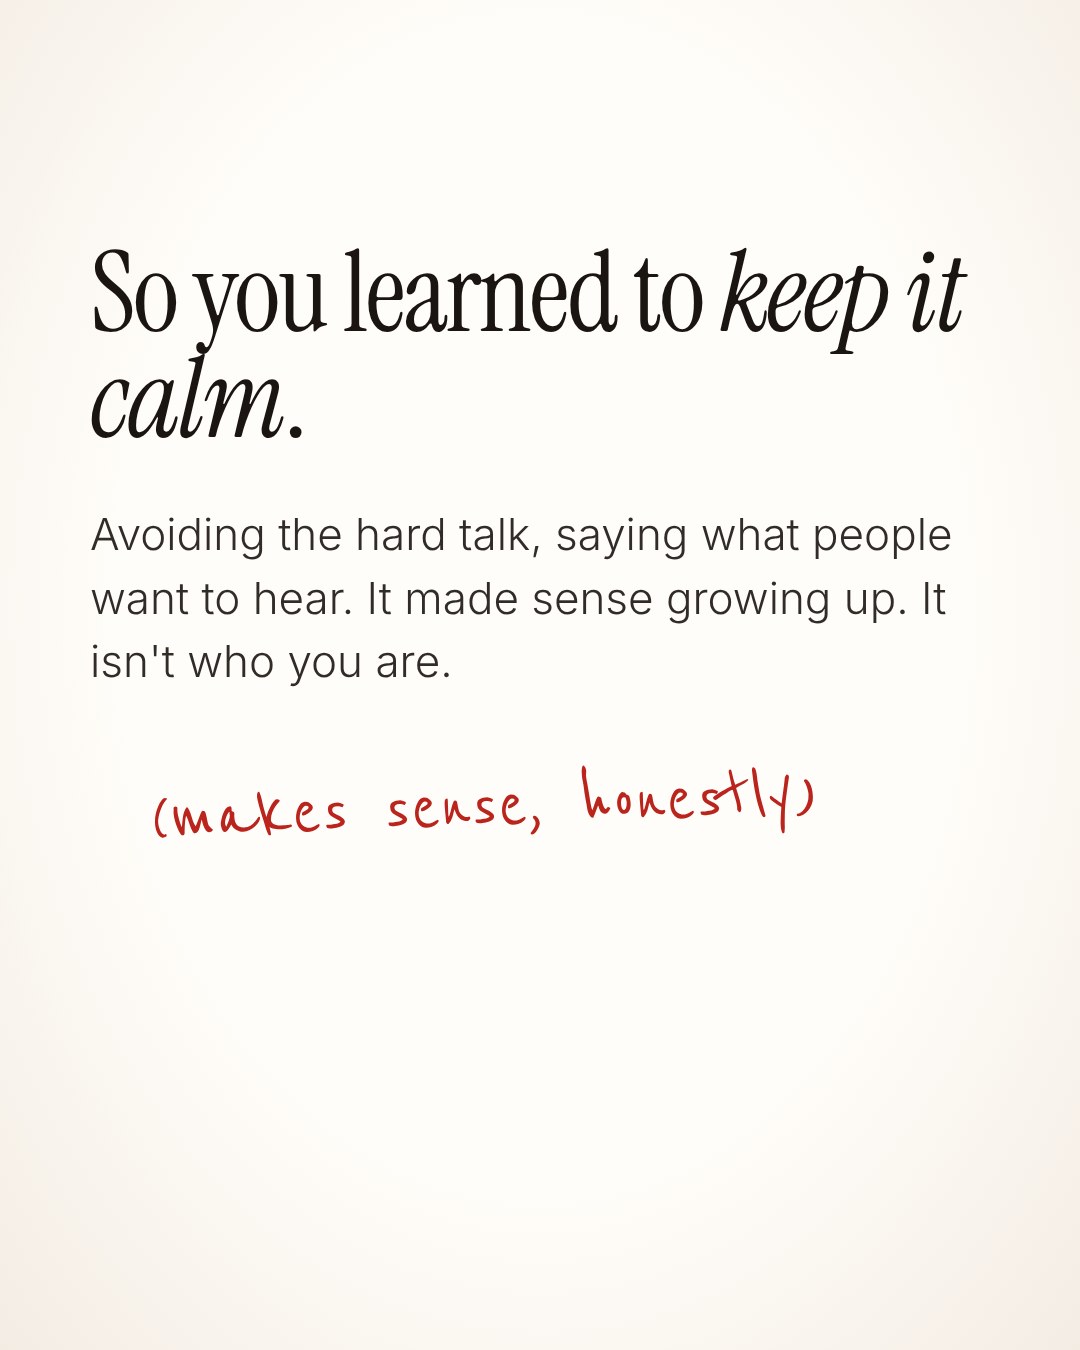 So you learned to keep it
calm.
Avoiding the hard talk, saying what people
want to hear. It made sense growing up. It
isn't who you are.
(makes sense, honestly)